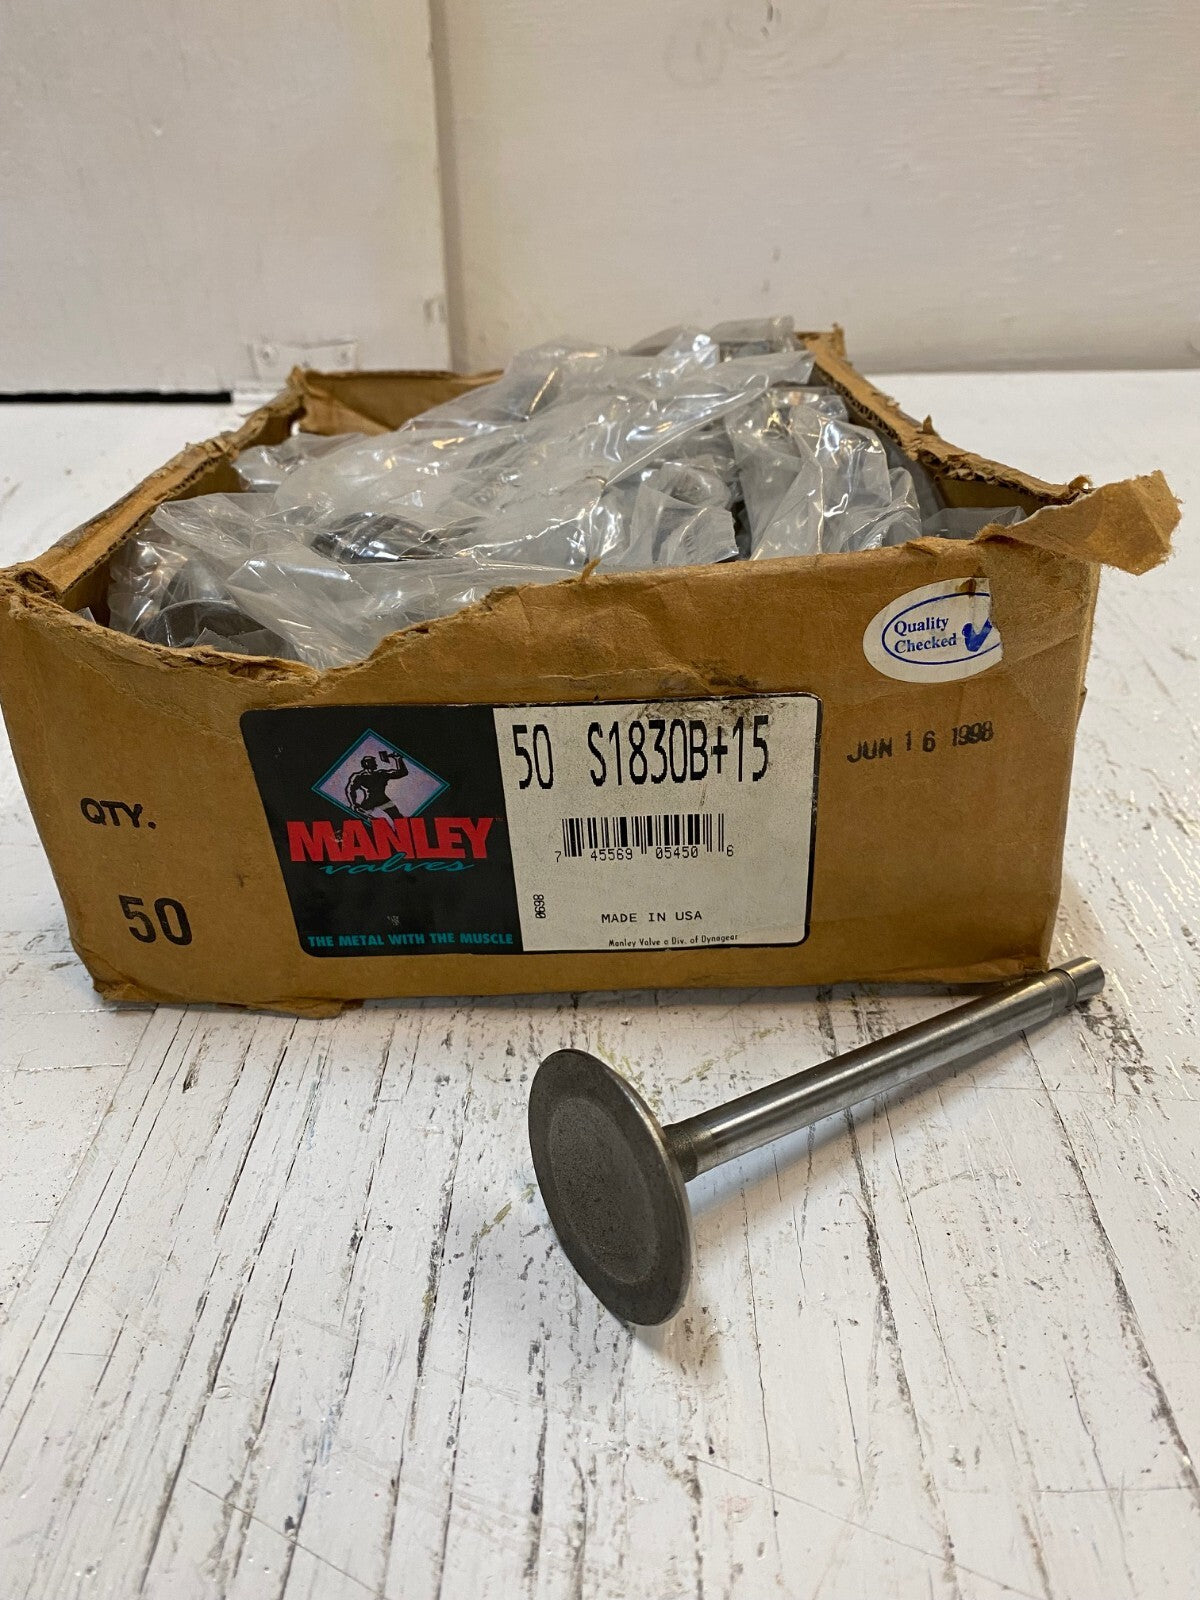 Quality
Checked
50 S1830B+15
JUN 16 1998
QTY.
50
MANLEY™
valves
THE METAL WITH THE MUSCLE
7 45569 05450 6
0698
MADE IN USA
Manley Valve a Div. of Dynagear